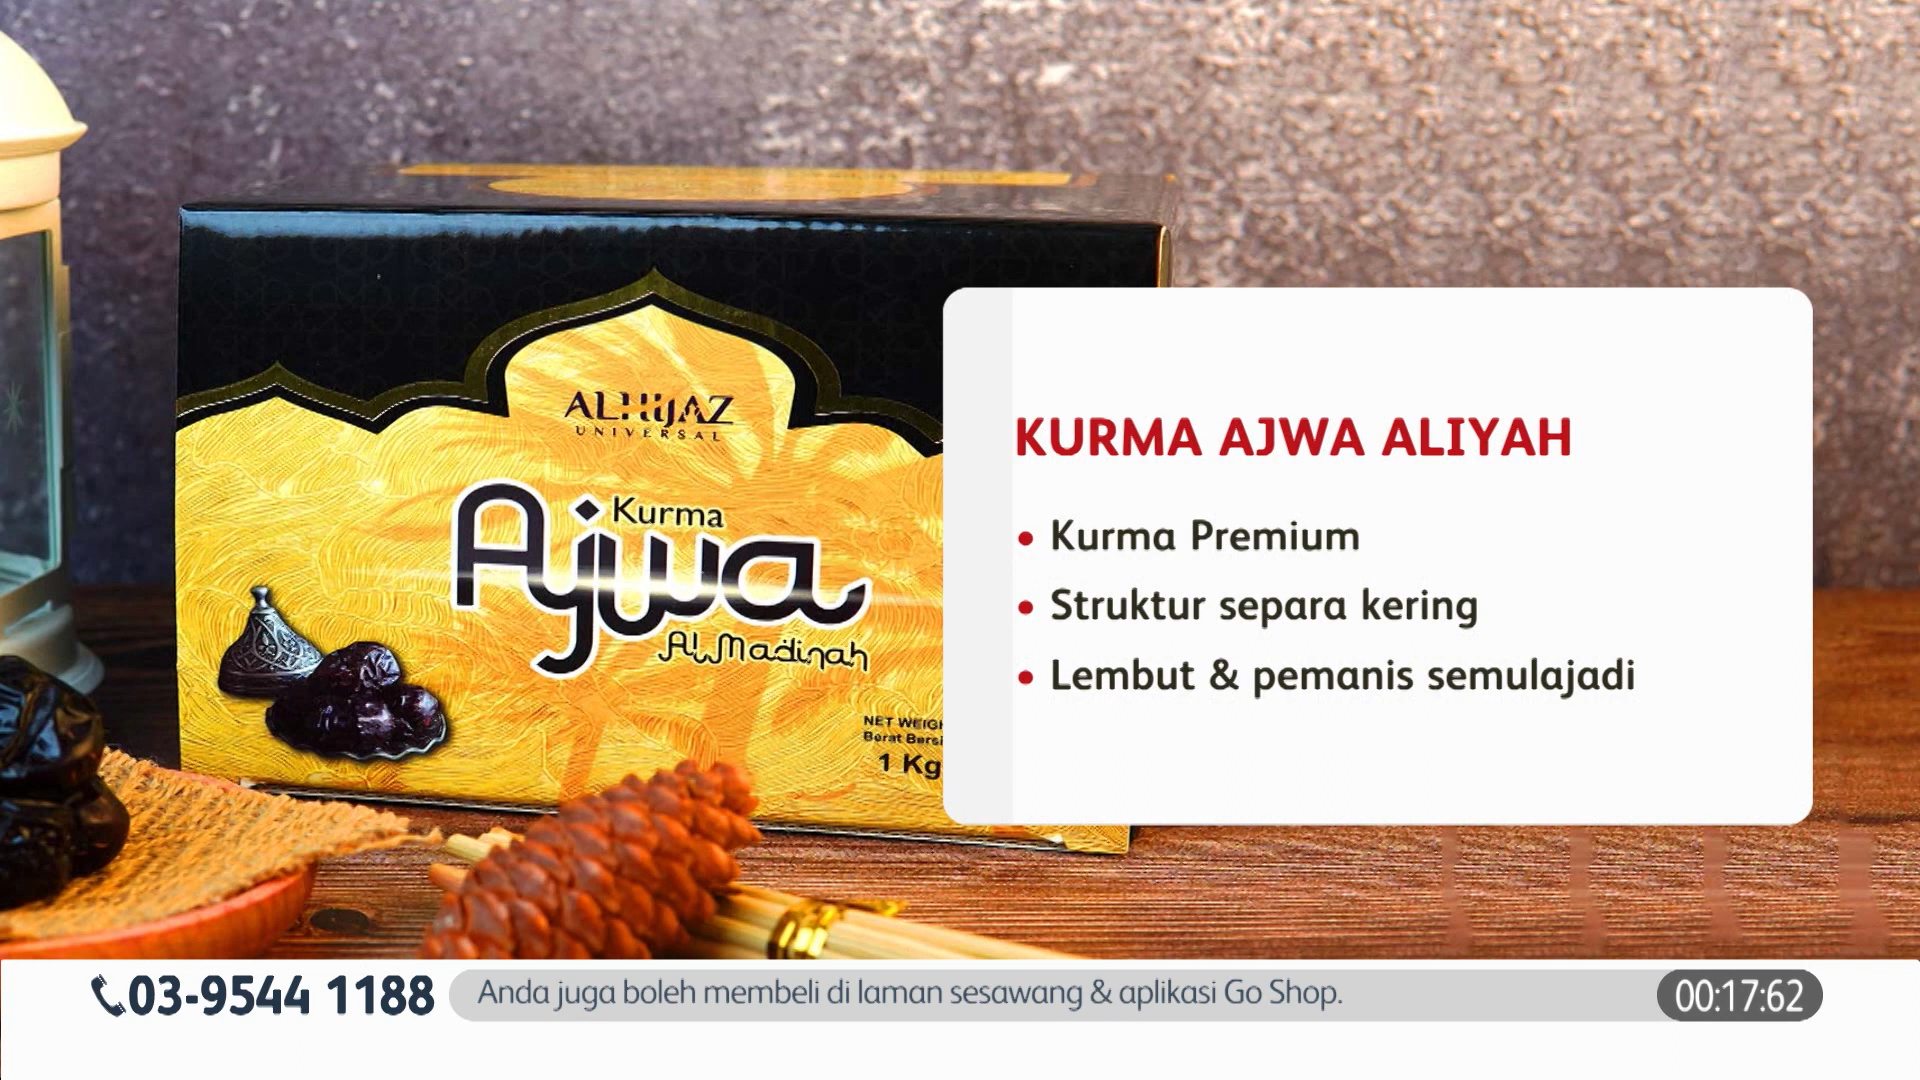 ALHIJAZ
UNIVERSAL
Kurma
Ajwa
Al Madinah
1 Kg
KURMA AJWA ALIYAH
• Kurma Premium
• Struktur separa kering
• Lembut & pemanis semulajadi
03-9544 1188
Anda juga boleh membeli di laman sesawang & aplikasi Go Shop.
00:17:62